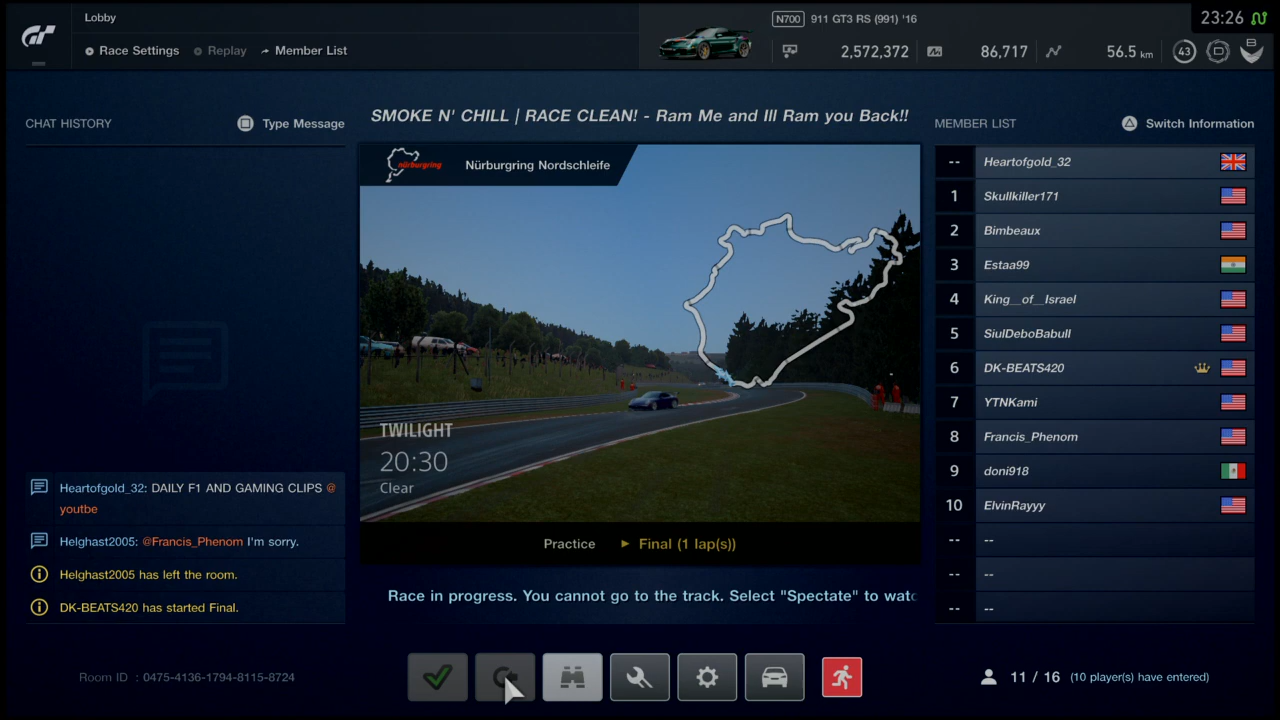 Lobby
Race Settings
Replay
Member List
N700 911 GT3 RS (991) '16
23:26
2,572,372
86,717
56.5 km
43
B
CHAT HISTORY
Type Message
SMOKE N' CHILL | RACE CLEAN! - Ram Me and Ill Ram you Back!!
MEMBER LIST
Switch Information
nürburgring
Nürburgring Nordschleife
TWILIGHT
20:30
Clear
Practice
Final (1 lap(s))
Race in progress. You cannot go to the track. Select "Spectate" to watc
-- Heartofgold_32
1 Skullkiller171
2 Bimbeaux
3 Estaa99
4 King__of__Israel
5 SiulDeboBabull
6 DK-BEATS420
7 YTNKami
8 Francis_Phenom
9 doni918
10 ElvinRayyy
-- --
-- --
-- --
Heartofgold_32: DAILY F1 AND GAMING CLIPS @
youtbe
Helghast2005: @Francis_Phenom I'm sorry.
Helghast2005 has left the room.
DK-BEATS420 has started Final.
Room ID : 0475-4136-1794-8115-8724
11 / 16 (10 player(s) have entered)